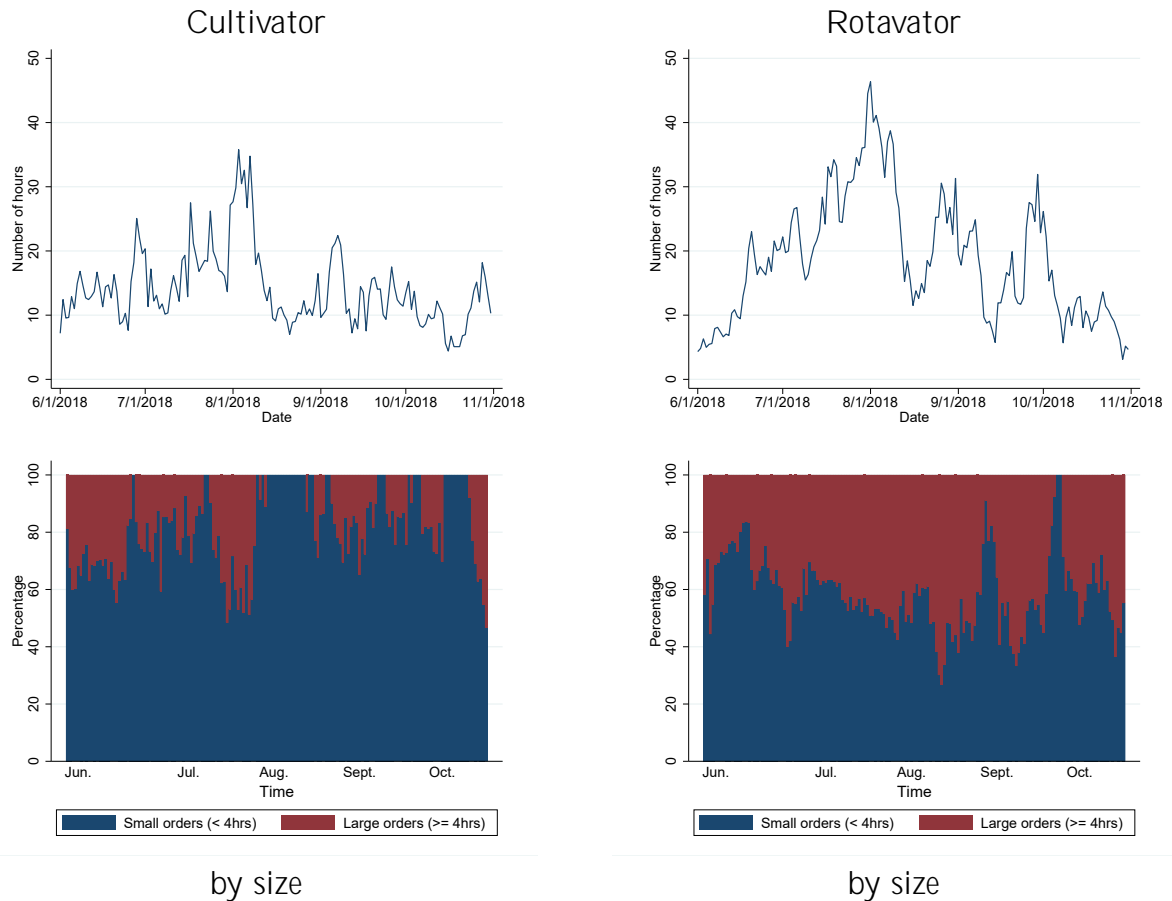 Cultivator
Rotavator
50
40
30
20
10
0
Number of hours
6/1/2018 7/1/2018 8/1/2018 9/1/2018 10/1/2018 11/1/2018
Date
50
40
30
20
10
0
Number of hours
6/1/2018 7/1/2018 8/1/2018 9/1/2018 10/1/2018 11/1/2018
Date
100
80
60
40
20
0
Percentage
Jun. Jul. Aug. Sept. Oct.
Time
Small orders (< 4hrs) Large orders (>= 4hrs)
100
80
60
40
20
0
Percentage
Jun. Jul. Aug. Sept. Oct.
Time
Small orders (< 4hrs) Large orders (>= 4hrs)
by size
by size